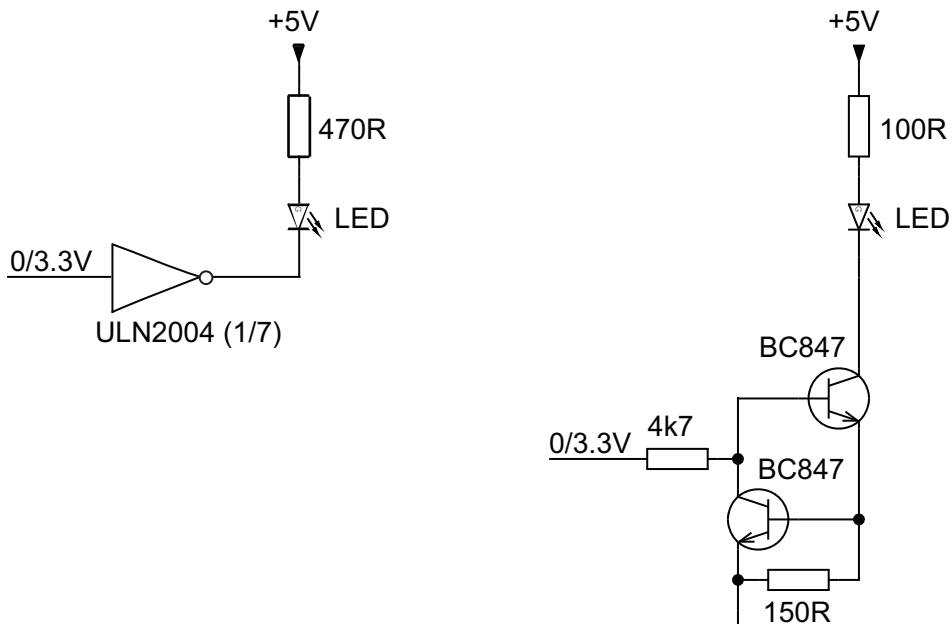 +5V
470R
LED
0/3.3V
ULN2004 (1/7)
+5V
100R
LED
BC847
4k7
0/3.3V
BC847
150R